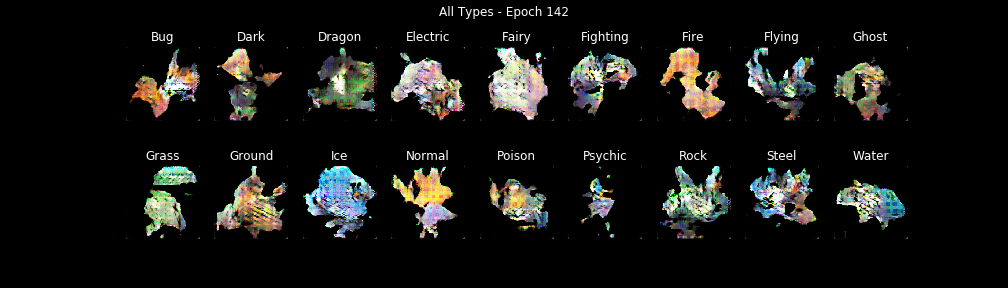 All Types - Epoch 142
Bug Dark Dragon Electric Fairy Fighting Fire Flying Ghost
Grass Ground Ice Normal Poison Psychic Rock Steel Water